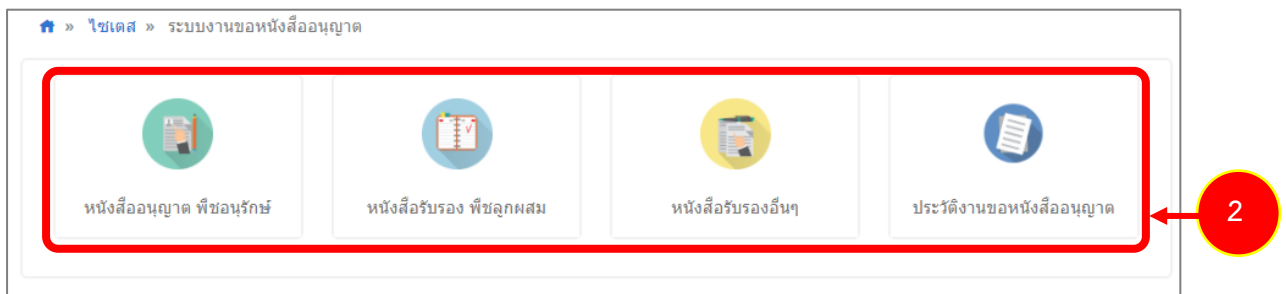 » ไซเตส » ระบบงานขอหนังสืออนุญาต
หนังสืออนุญาต พืชอนุรักษ์ หนังสือรับรอง พืชลูกผสม หนังสือรับรองอื่นๆ ประวัติงานขอหนังสืออนุญาต
2